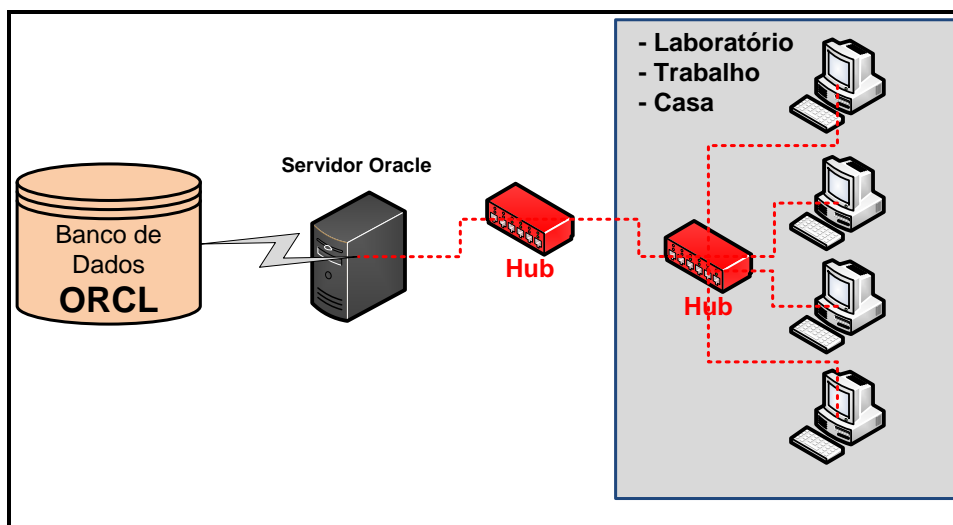 Banco de
Dados
ORCL
Servidor Oracle
Hub
Hub
- Laboratório
- Trabalho
- Casa